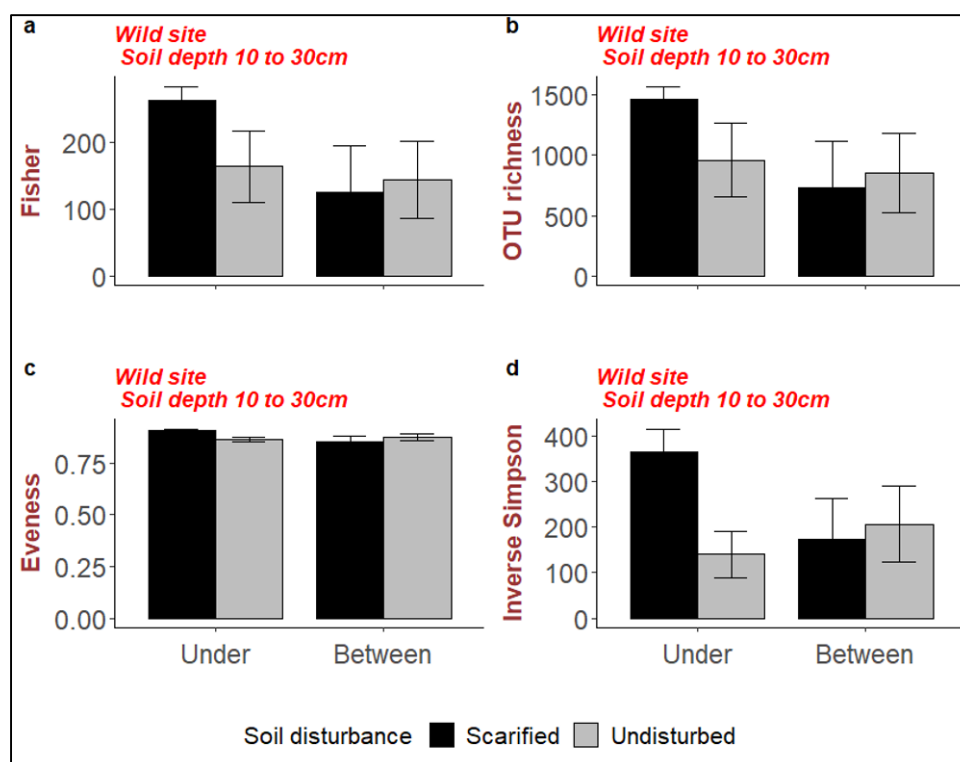 a
Wild site
Soil depth 10 to 30cm
Fisher
200
100
0
b
Wild site
Soil depth 10 to 30cm
OTU richness
1500
1000
500
0
c
Wild site
Soil depth 10 to 30cm
Eveness
0.75
0.50
0.25
0.00
Under
Between
d
Wild site
Soil depth 10 to 30cm
Inverse Simpson
400
300
200
100
0
Under
Between
Soil disturbance Scarified Undisturbed